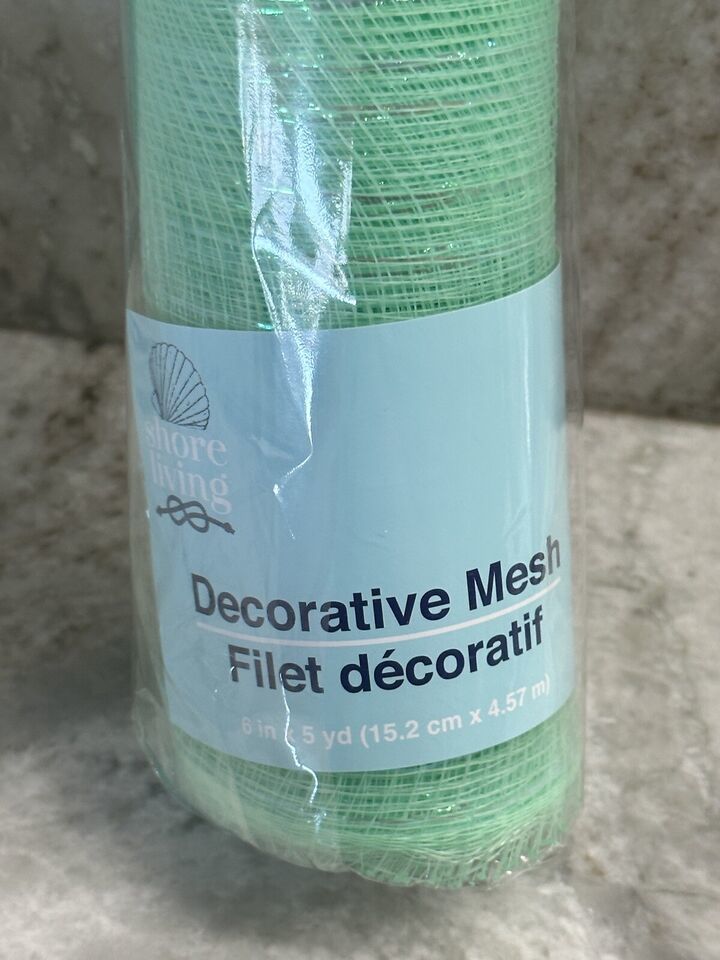 shore
living
Decorative Mesh
Filet décoratif
6 in x 5 yd (15.2 cm x 4.57 m)